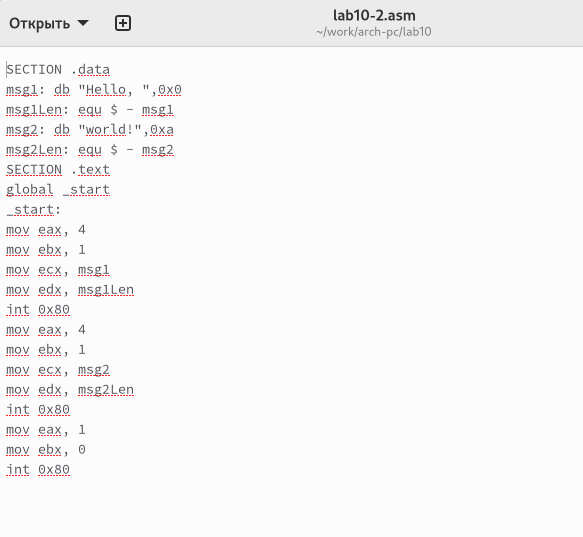 Открыть
lab10-2.asm
~/work/arch-pc/lab10
SECTION .data
msg1: db "Hello, ",0x0
msg1Len: equ $ - msg1
msg2: db "world!",0xa
msg2Len: equ $ - msg2
SECTION .text
global _start
_start:
mov eax, 4
mov ebx, 1
mov ecx, msg1
mov edx, msg1Len
int 0x80
mov eax, 4
mov ebx, 1
mov ecx, msg2
mov edx, msg2Len
int 0x80
mov eax, 1
mov ebx, 0
int 0x80